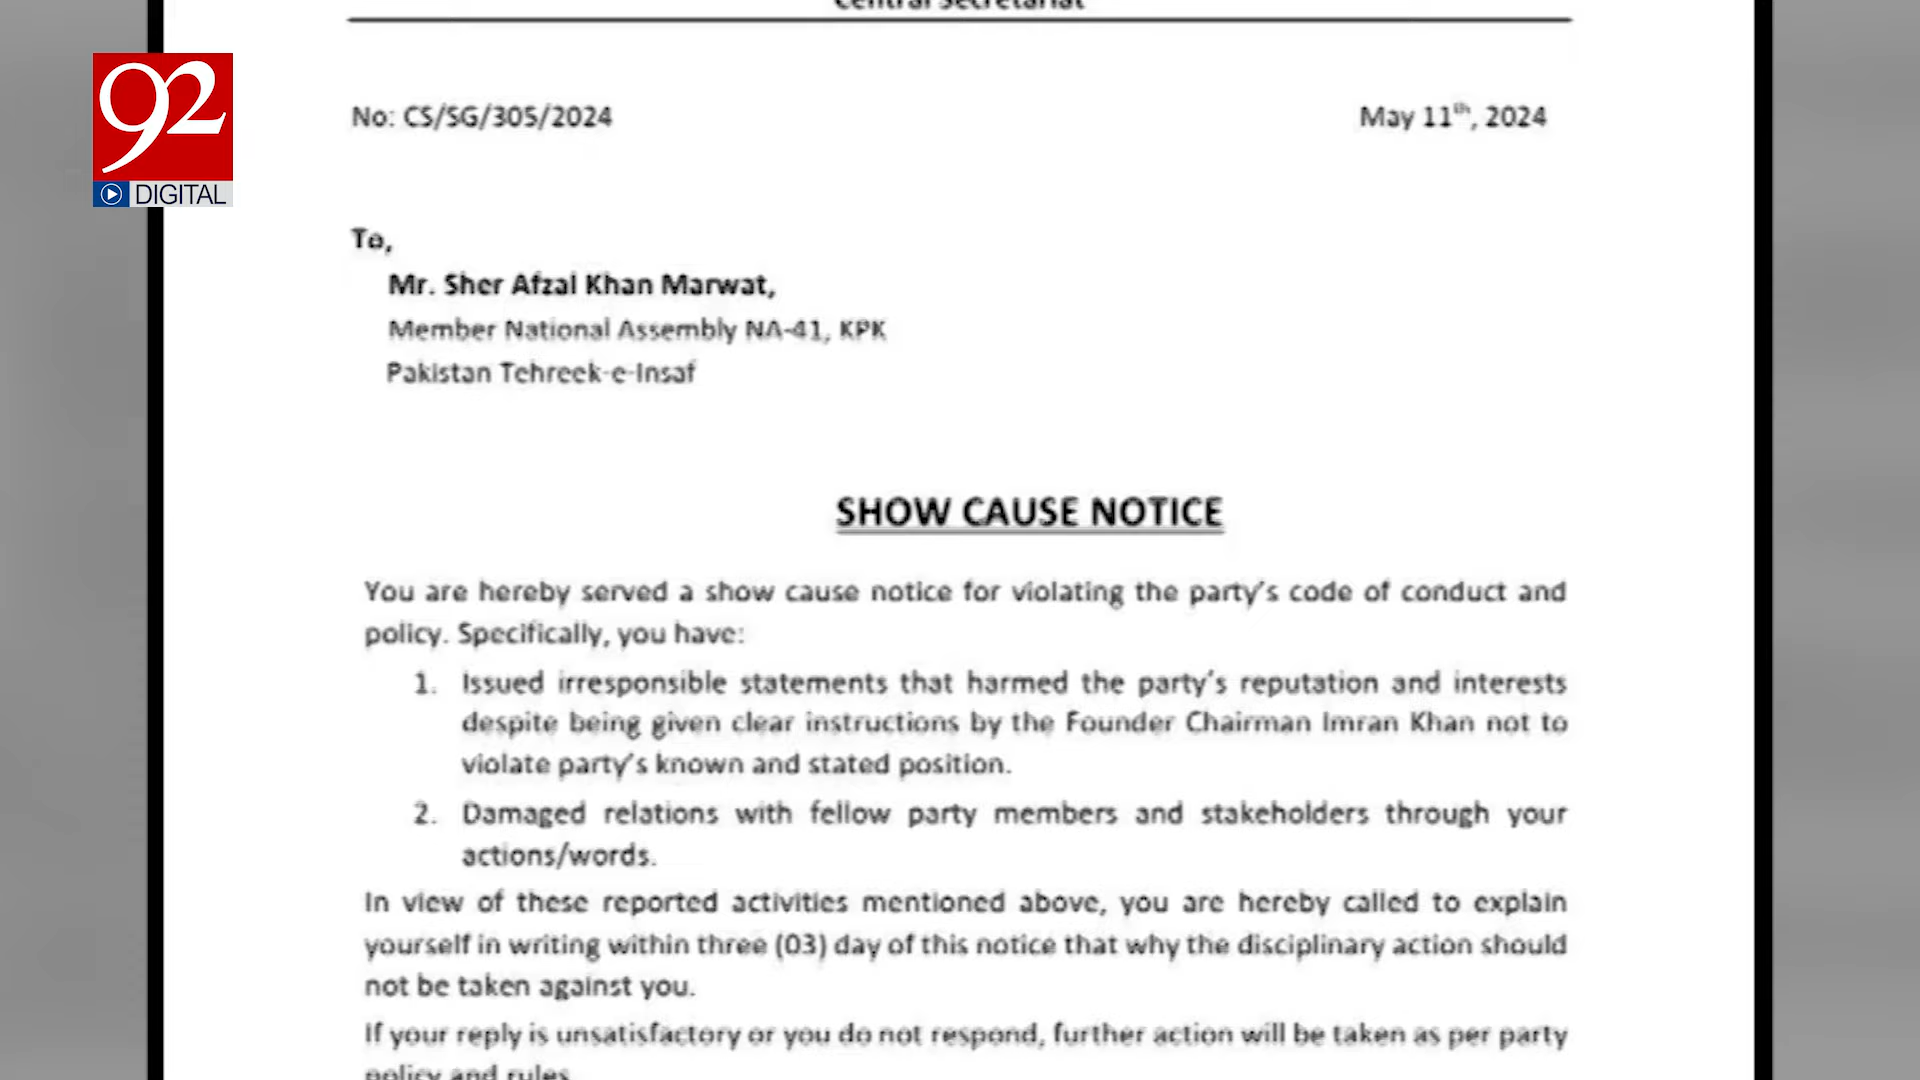 Central Secretariat
92
DIGITAL
No: CS/SG/305/2024
May 11th, 2024
To,
Mr. Sher Afzal Khan Marwat,
Member National Assembly NA-41, KPK
Pakistan Tehreek-e-Insaf
SHOW CAUSE NOTICE
You are hereby served a show cause notice for violating the party's code of conduct and
policy. Specifically, you have:
1. Issued irresponsible statements that harmed the party's reputation and interests
despite being given clear instructions by the Founder Chairman Imran Khan not to
violate party's known and stated position.
2. Damaged relations with fellow party members and stakeholders through your
actions/words.
In view of these reported activities mentioned above, you are hereby called to explain
yourself in writing within three (03) day of this notice that why the disciplinary action should
not be taken against you.
If your reply is unsatisfactory or you do not respond, further action will be taken as per party
policy and rules.